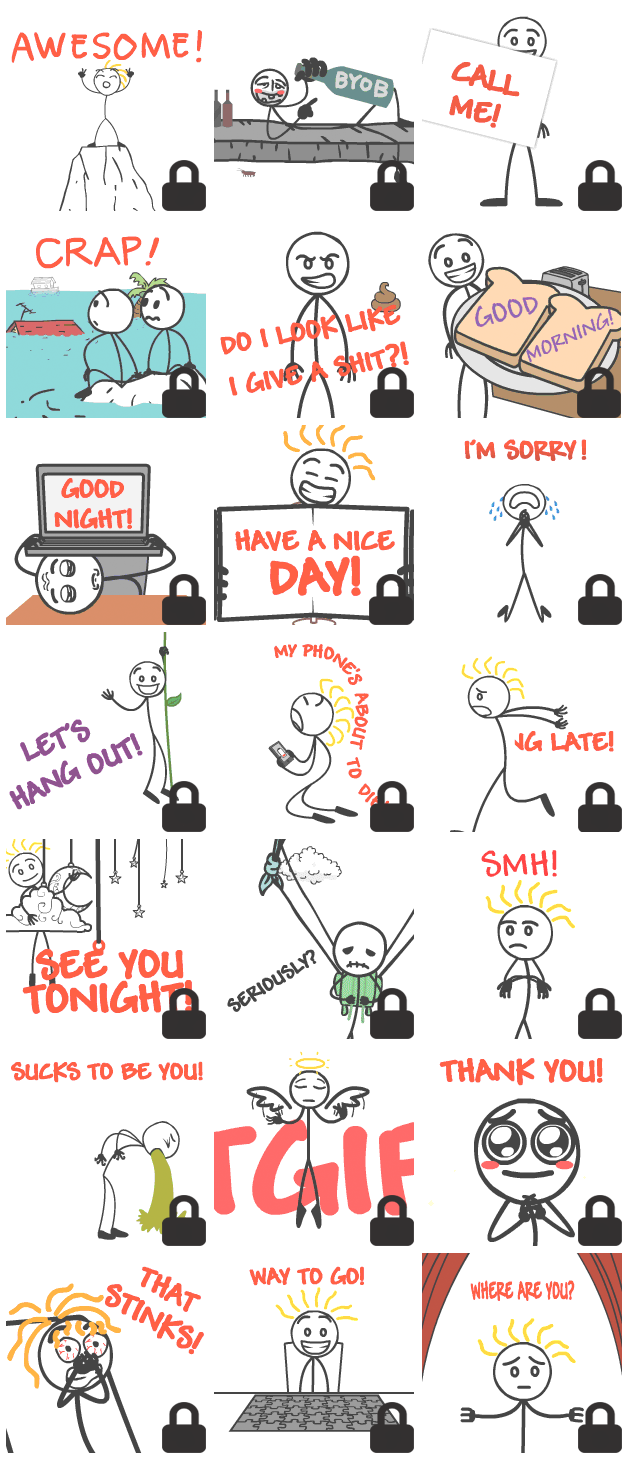 AWESOME!
BYOB
CALL
ME!
CRAP!
DO I LOOK LIKE
I GIVE A SHIT?!
GOOD
MORNING!
GOOD
NIGHT!
HAVE A NICE
DAY!
I'M SORRY!
LET'S
HANG OUT!
MY PHONE'S ABOUT TO DIE
NG LATE!
SEE YOU
TONIGHT!
SERIOUSLY?
SMH!
SUCKS TO BE YOU!
TGIF
THANK YOU!
THAT
STINKS!
WAY TO GO!
WHERE ARE YOU?